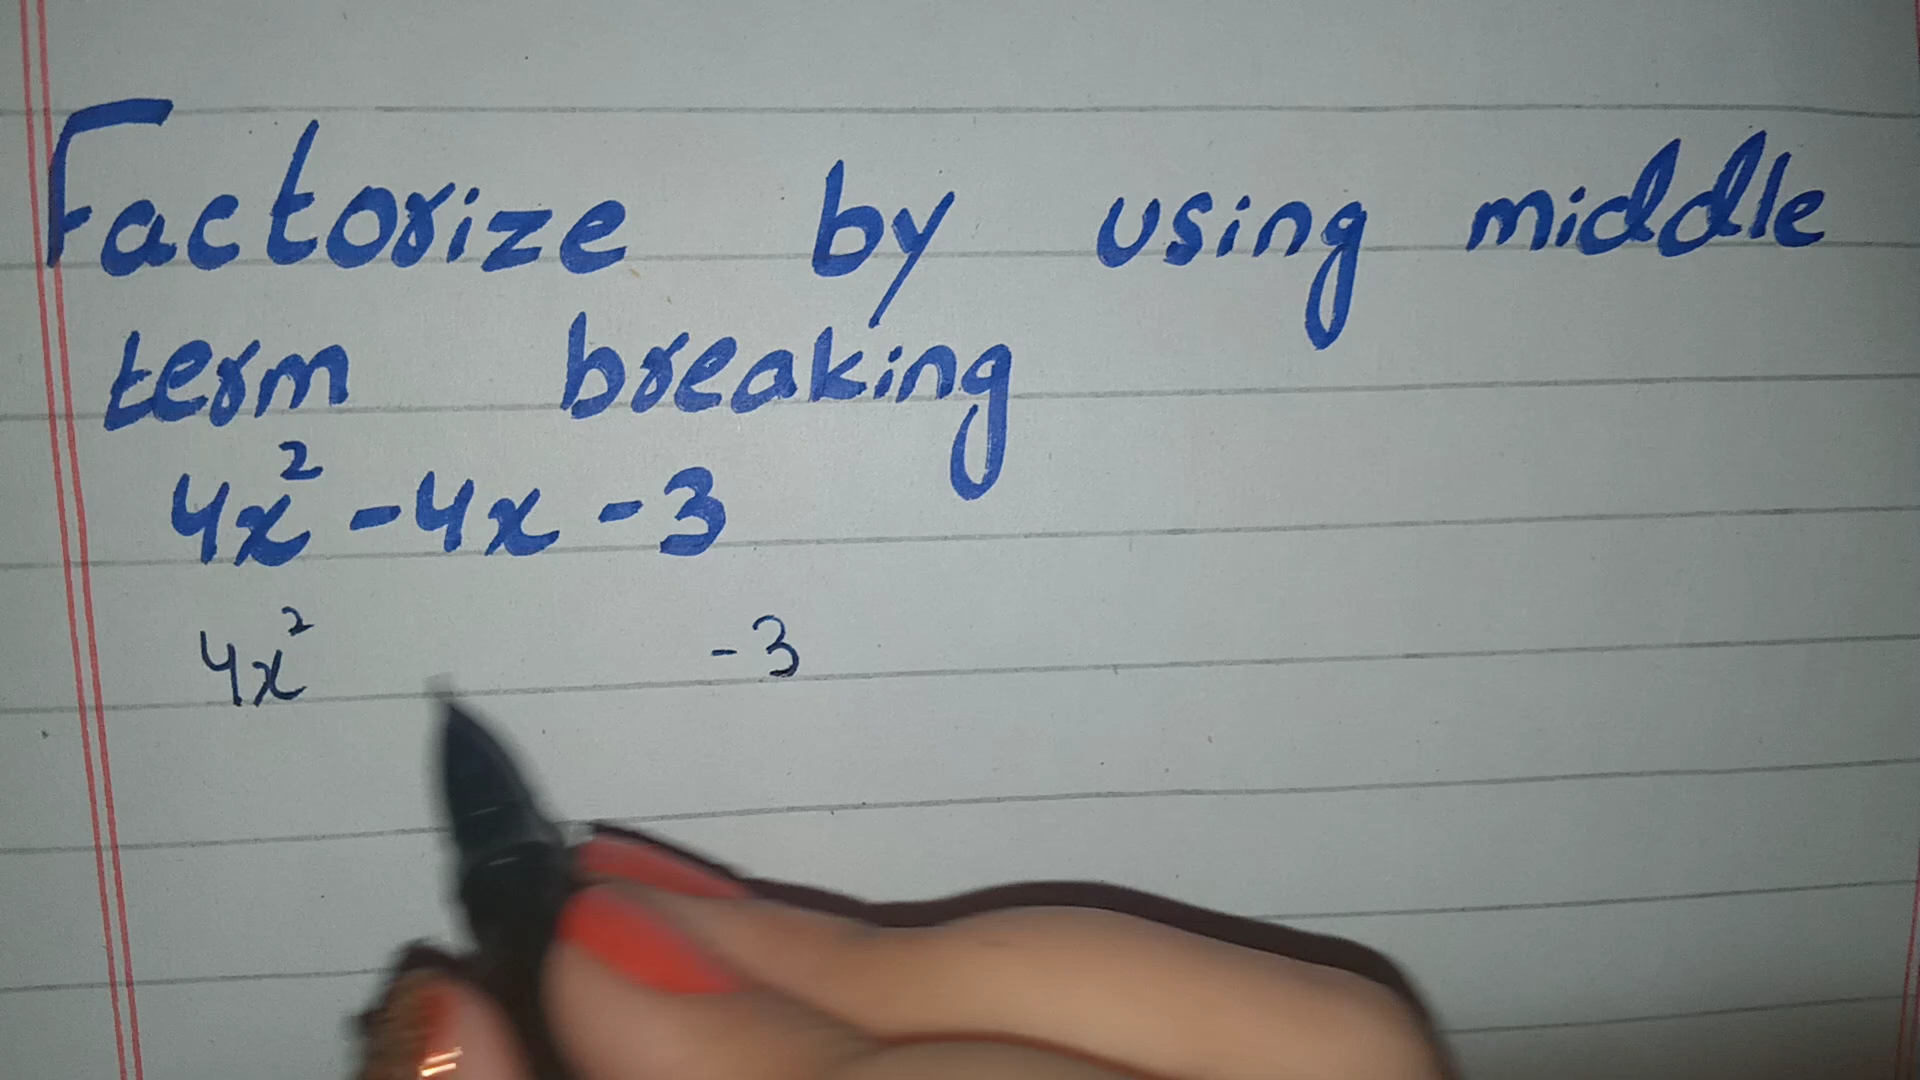 Factorize by using middle
term breaking
4x² - 4x - 3
4x² - 3